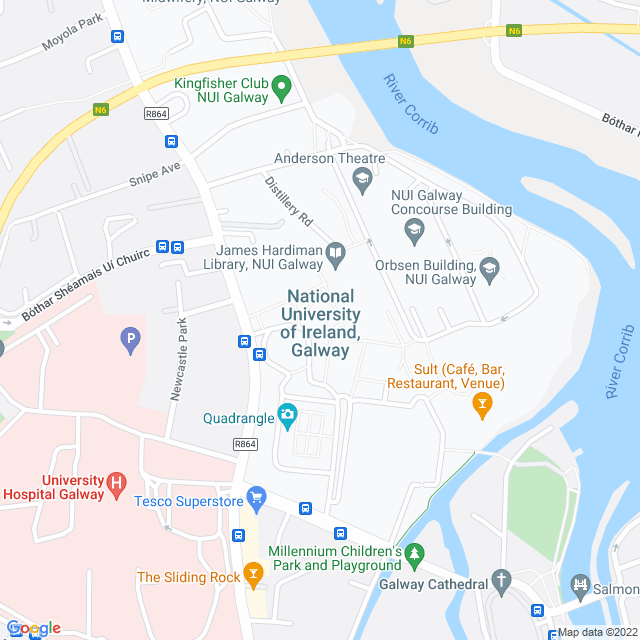 Midwifery, NUI Galway
Moyola Park
N6
N6
River Corrib
Kingfisher Club
NUI Galway
N6
R864
Bóthar
Anderson Theatre
Snipe Ave
Distillery Rd
NUI Galway
Concourse Building
James Hardiman
Library, NUI Galway
Orbsen Building,
NUI Galway
Bóthar Shéamais Uí Chuirc
National
University
of Ireland,
Galway
P
Newcastle Park
River Corrib
Sult (Café, Bar,
Restaurant, Venue)
Quadrangle
R864
University
Hospital Galway
H
Tesco Superstore
Millennium Children's
Park and Playground
The Sliding Rock
Galway Cathedral
Salmon
Google
Map data ©2022